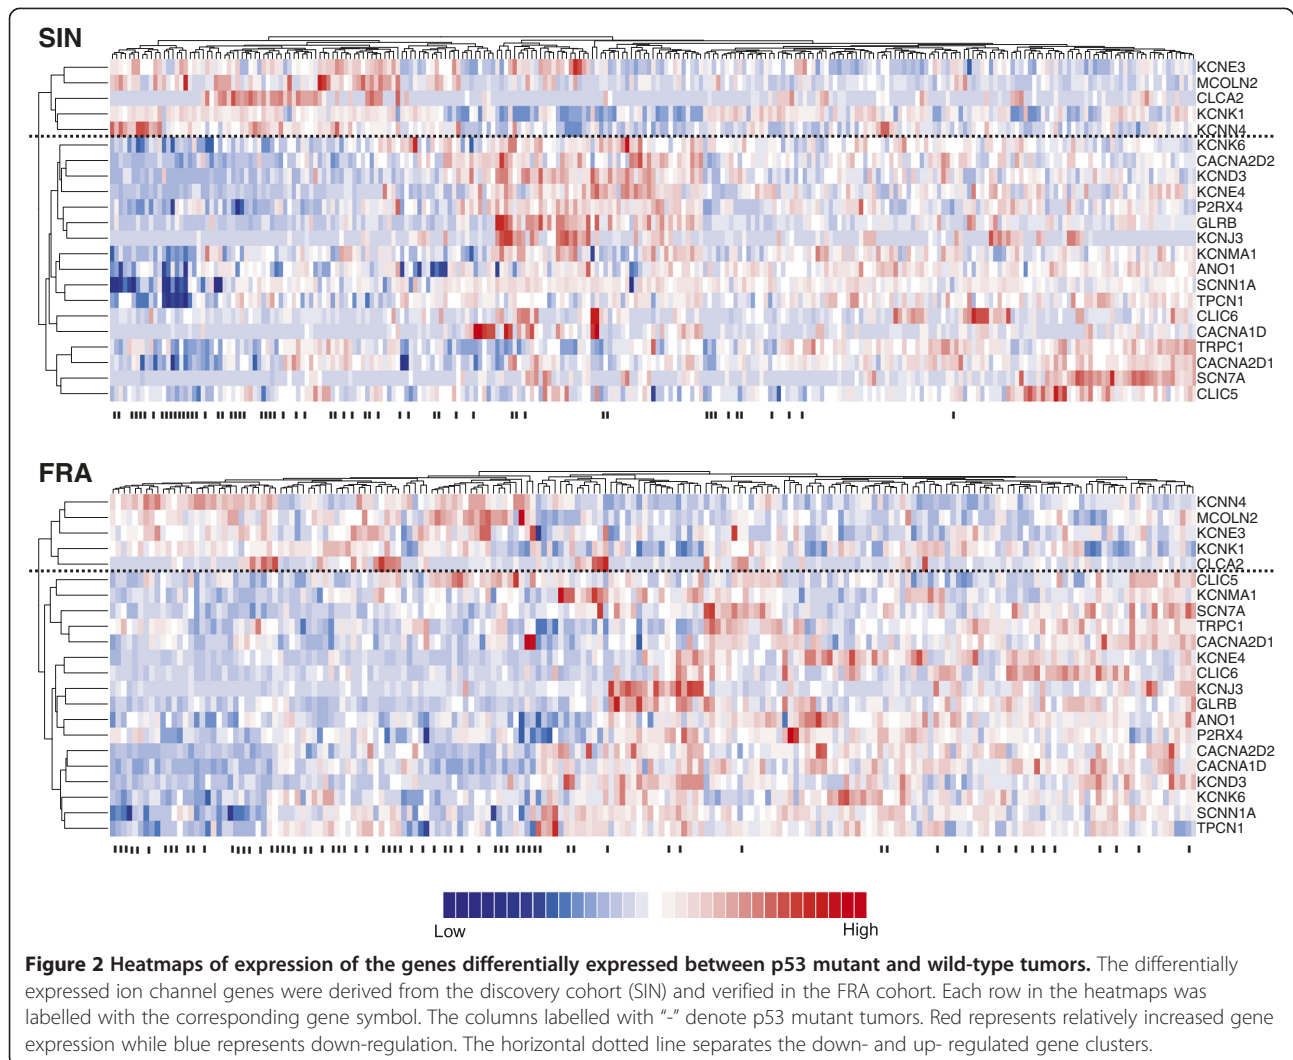 SIN
KCNE3
MCOLN2
CLCA2
KCNK1
KCNN4
KCNK6
CACNA2D2
KCND3
KCNE4
P2RX4
GLRB
KCNJ3
KCNMA1
ANO1
SCNN1A
TPCN1
CLIC6
CACNA1D
TRPC1
CACNA2D1
SCN7A
CLIC5
FRA
KCNN4
MCOLN2
KCNE3
KCNK1
CLCA2
CLIC5
KCNMA1
SCN7A
TRPC1
CACNA2D1
KCNE4
CLIC6
KCNJ3
GLRB
ANO1
P2RX4
CACNA2D2
CACNA1D
KCND3
KCNK6
SCNN1A
TPCN1
Low High
Figure 2 Heatmaps of expression of the genes differentially expressed between p53 mutant and wild-type tumors. The differentially
expressed ion channel genes were derived from the discovery cohort (SIN) and verified in the FRA cohort. Each row in the heatmaps was
labelled with the corresponding gene symbol. The columns labelled with “-” denote p53 mutant tumors. Red represents relatively increased gene
expression while blue represents down-regulation. The horizontal dotted line separates the down- and up- regulated gene clusters.